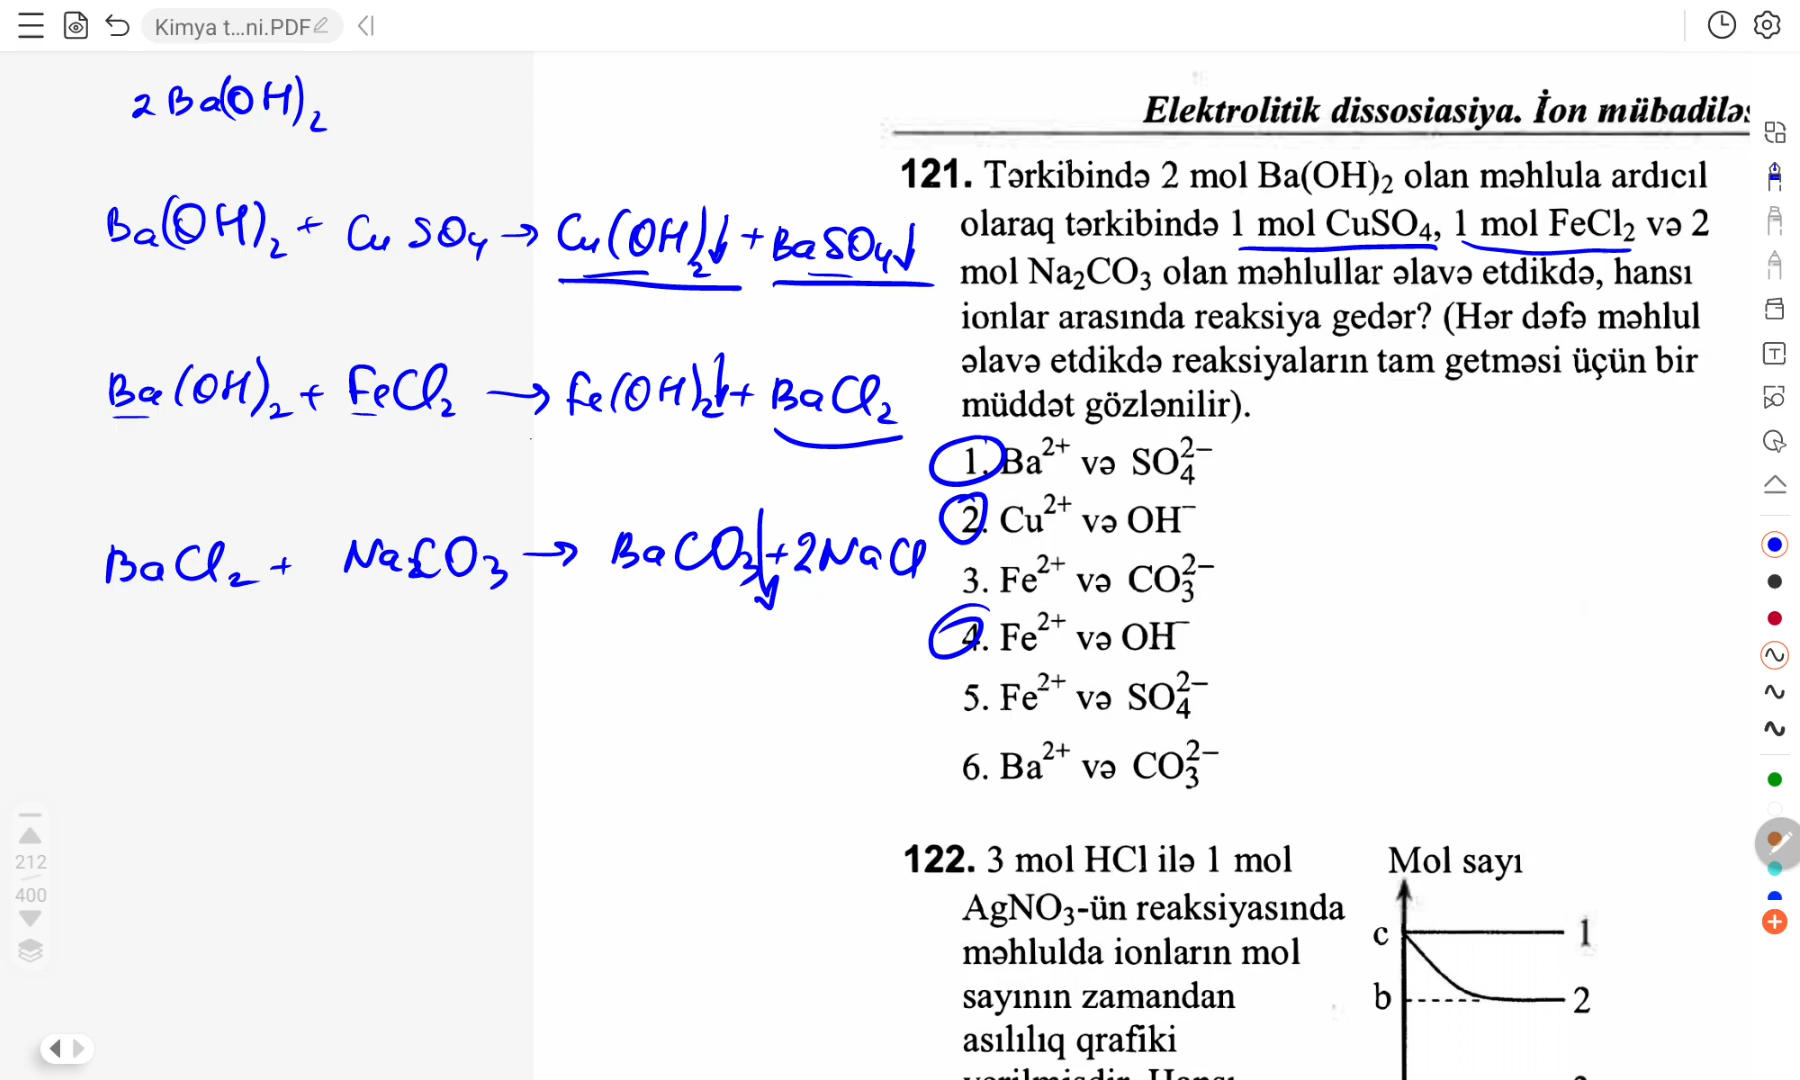 Kimya t...ni.PDF
2Ba(OH)₂
Ba(OH)₂ + CuSO₄ → Cu(OH)₂↓ + BaSO₄↓
Ba(OH)₂ + FeCl₂ → Fe(OH)₂↓ + BaCl₂
BaCl₂ + Na₂CO₃ → BaCO₃↓ + 2NaCl
212
400
Elektrolitik dissosiasiya. İon mübadilə
121. Tərkibində 2 mol Ba(OH)₂ olan məhlula ardıcıl
olaraq tərkibində 1 mol CuSO₄, 1 mol FeCl₂ və 2
mol Na₂CO₃ olan məhlullar əlavə etdikdə, hansı
ionlar arasında reaksiya gedər? (Hər dəfə məhlul
əlavə etdikdə reaksiyaların tam getməsi üçün bir
müddət gözlənilir).
1. Ba²⁺ və SO₄²⁻
2. Cu²⁺ və OH⁻
3. Fe²⁺ və CO₃²⁻
4. Fe²⁺ və OH⁻
5. Fe²⁺ və SO₄²⁻
6. Ba²⁺ və CO₃²⁻
122. 3 mol HCl ilə 1 mol
AgNO₃-ün reaksiyasında
məhlulda ionların mol
sayının zamandan
asılılıq qrafiki
Mol sayı
c 1
b 2